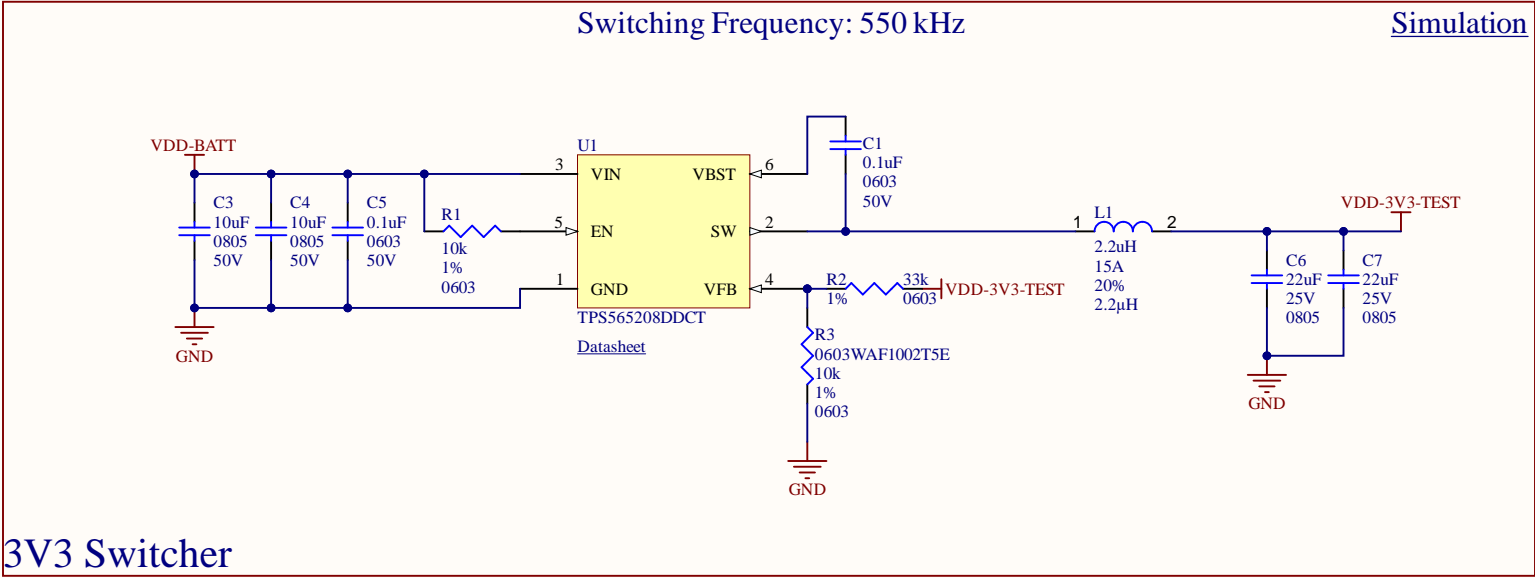 Switching Frequency: 550 kHz
Simulation
VDD-BATT
C3
10uF
0805
50V
C4
10uF
0805
50V
C5
0.1uF
0603
50V
R1
10k
1%
0603
GND
U1
3
VIN
5
EN
1
GND
VBST
6
SW
2
VFB
4
TPS565208DDCT
Datasheet
C1
0.1uF
0603
50V
R2
1%
33k
0603
VDD-3V3-TEST
R3
0603WAF1002T5E
10k
1%
0603
GND
1
L1
2
2.2uH
15A
20%
2.2µH
VDD-3V3-TEST
C6
22uF
25V
0805
C7
22uF
25V
0805
GND
3V3 Switcher